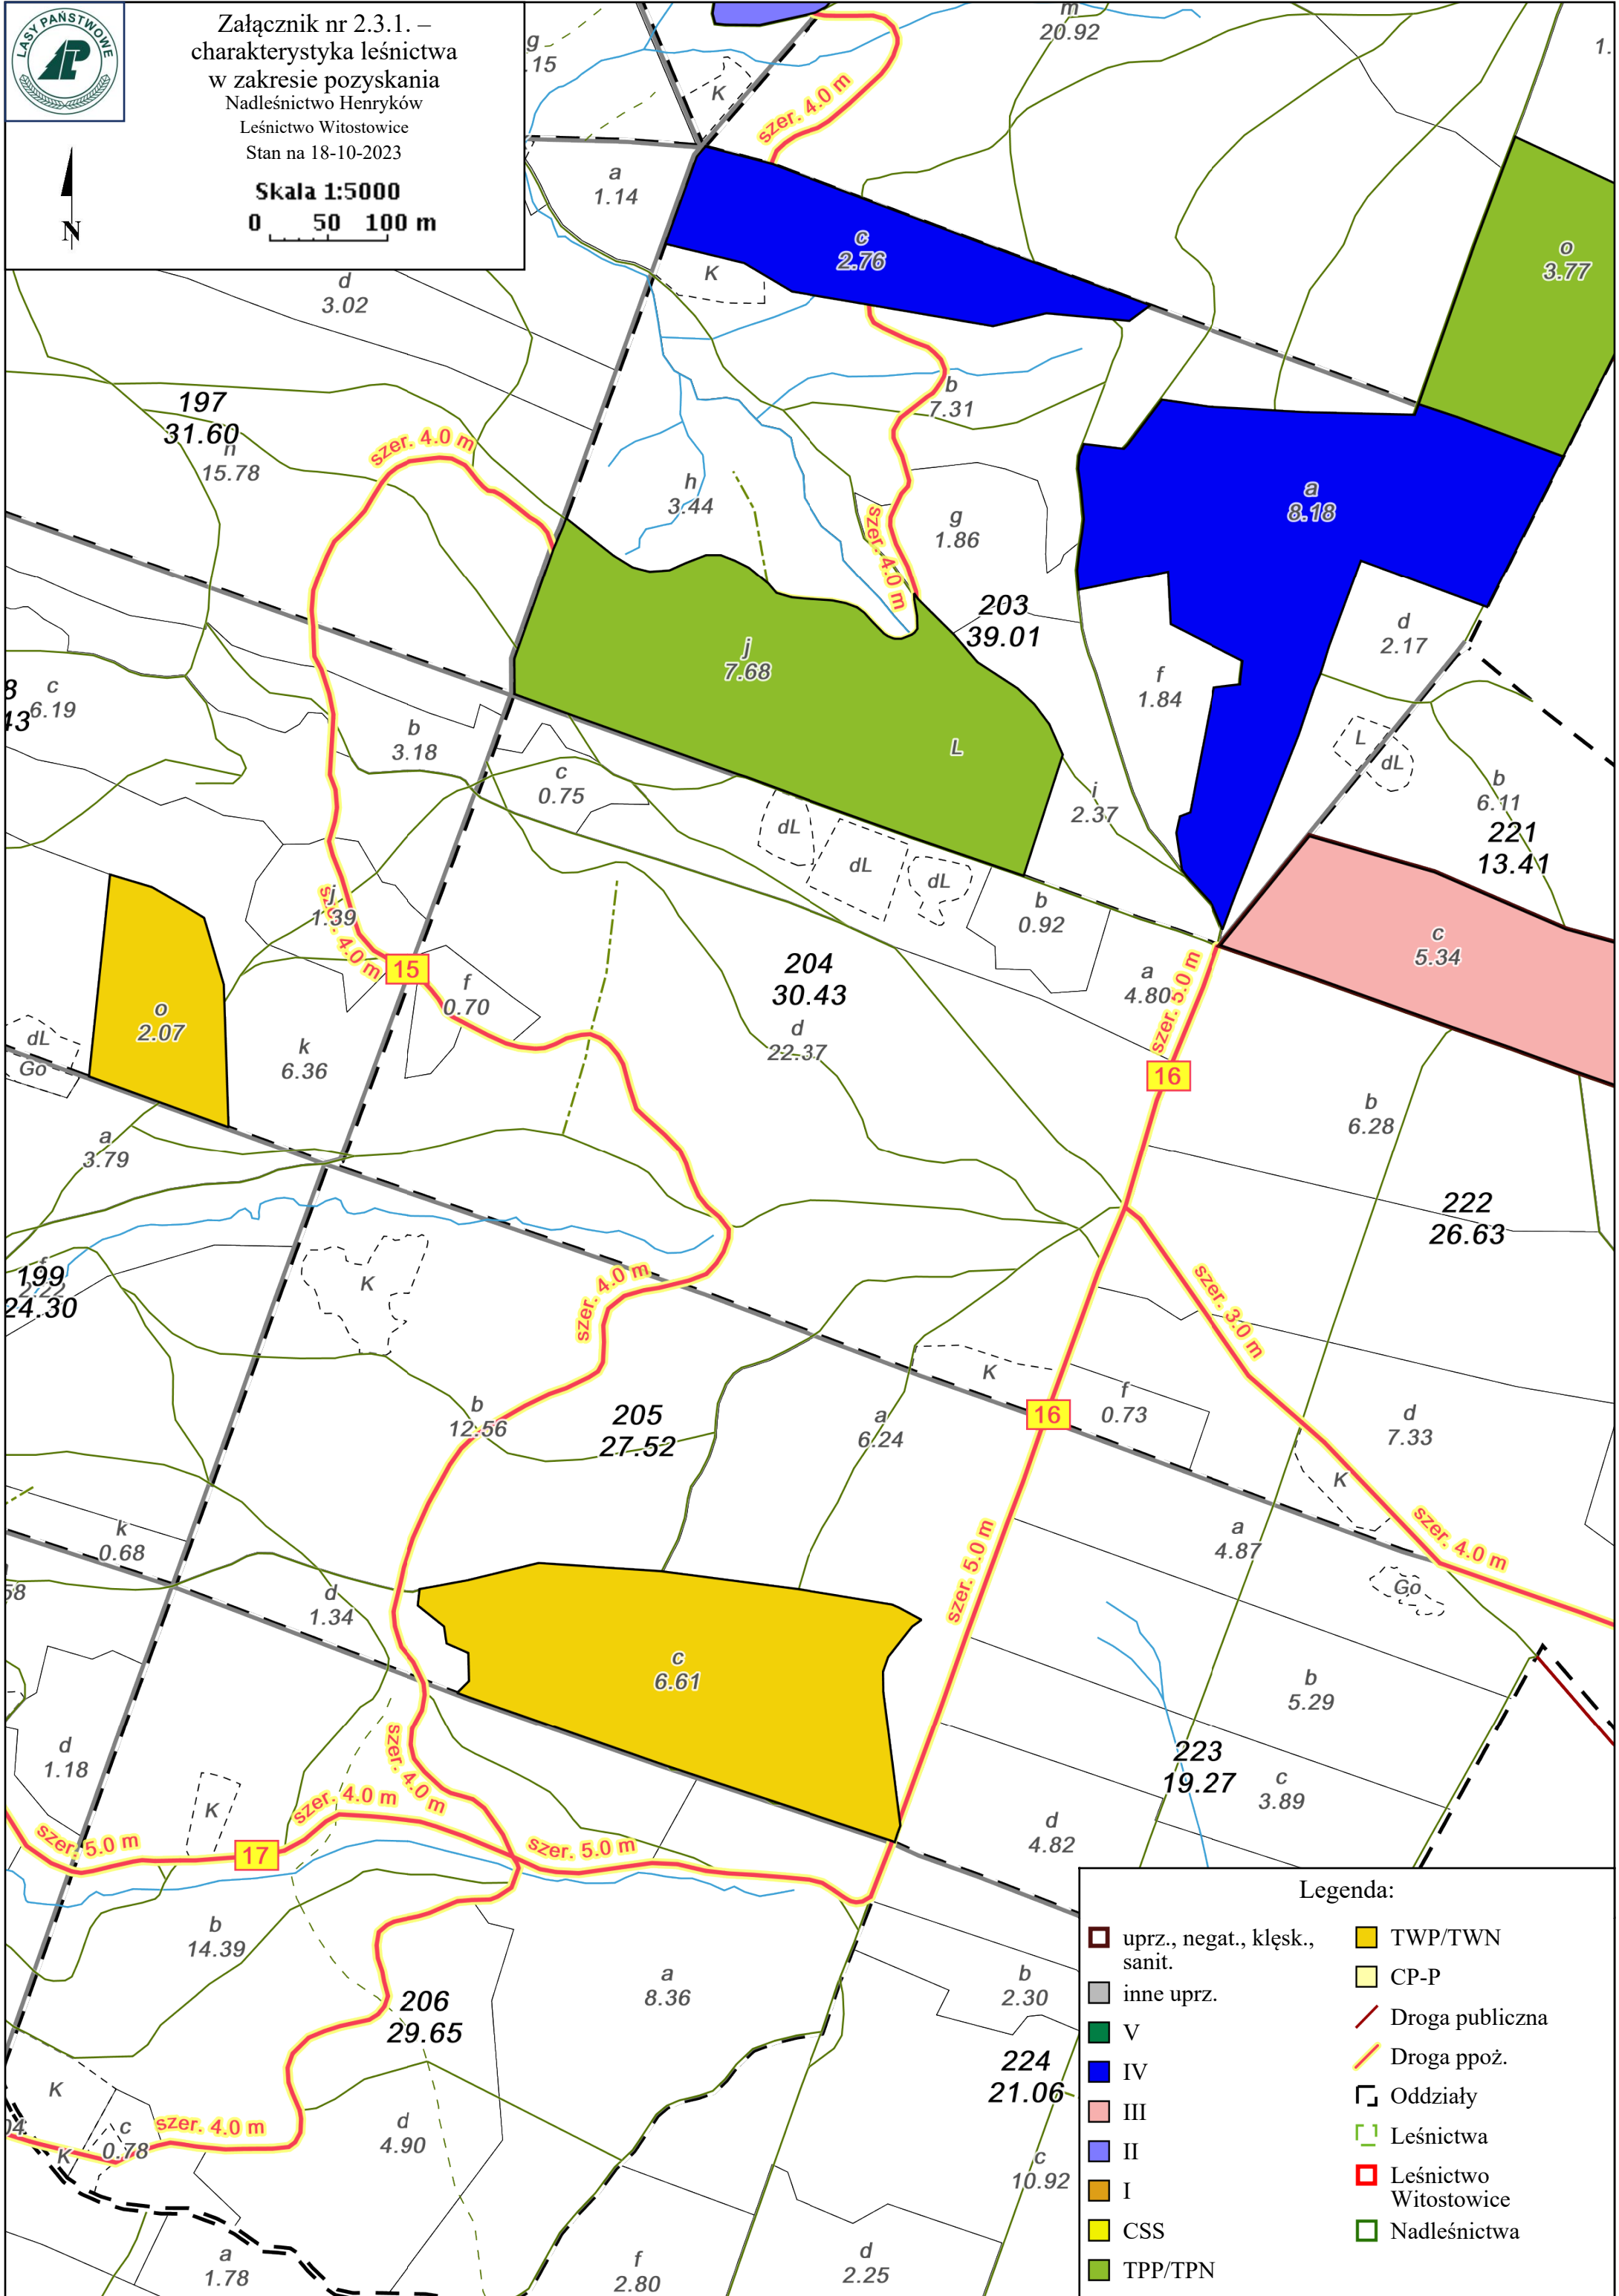 LASY PAŃSTWOWE
Załącznik nr 2.3.1. –
charakterystyka leśnictwa
w zakresie pozyskania
Nadleśnictwo Henryków
Leśnictwo Witostowice
Stan na 18-10-2023
Skala 1:5000
0 50 100 m
N
g
.15
K
szer. 4.0 m
m
20.92
1.
a
1.14
c
2.76
o
3.77
K
d
3.02
b
7.31
197
31.60
n
15.78
szer. 4.0 m
h
3.44
g
1.86
szer. 4.0 m
a
8.18
203
39.01
d
2.17
j
7.68
f
1.84
8
43
c
6.19
b
3.18
L
L
dL
c
0.75
i
2.37
b
6.11
221
13.41
dL
dL
dL
j
1.39
szer. 4.0 m
b
0.92
c
5.34
15
f
0.70
204
30.43
a
4.80
szer. 5.0 m
o
2.07
dL
Go
k
6.36
d
22.37
16
b
6.28
a
3.79
222
26.63
f
2.22
199
24.30
K
szer. 4.0 m
szer. 3.0 m
K
f
0.73
16
b
12.56
205
27.52
a
6.24
d
7.33
K
k
0.68
a
4.87
szer. 4.0 m
szer. 5.0 m
Go
58
d
1.34
c
6.61
b
5.29
d
1.18
szer. 4.0 m
223
19.27
c
3.89
K
szer. 4.0 m
szer. 5.0 m
17
szer. 5.0 m
d
4.82
b
14.39
a
8.36
b
2.30
206
29.65
224
21.06
K
04
K
c
0.78
szer. 4.0 m
d
4.90
c
10.92
a
1.78
f
2.80
d
2.25
Legenda:
uprz., negat., klęsk.,
sanit.
inne uprz.
V
IV
III
II
I
CSS
TPP/TPN
TWP/TWN
CP-P
Droga publiczna
Droga ppoż.
Oddziały
Leśnictwa
Leśnictwo
Witostowice
Nadleśnictwa